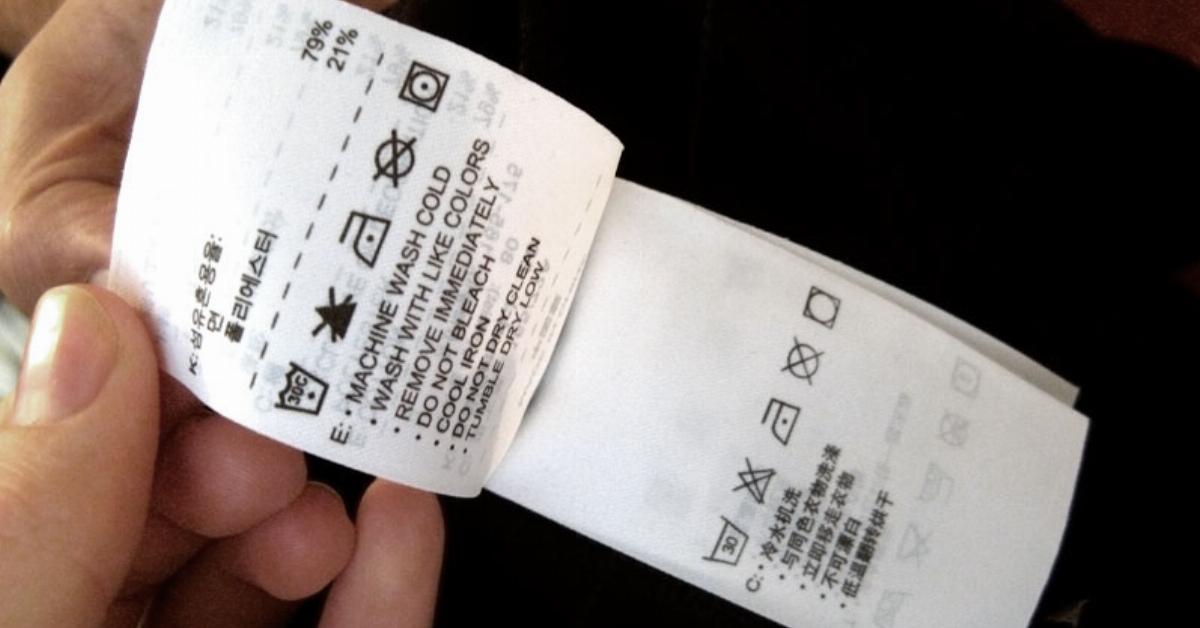 K: 섬유혼용율:
면 79%
폴리에스터 21%
30C
E: • MACHINE WASH COLD
• WASH WITH LIKE COLORS
• REMOVE IMMEDIATELY
• DO NOT BLEACH
• COOL IRON
• DO NOT DRY CLEAN
• TUMBLE DRY LOW
30
C: • 冷水机洗
• 与同色衣物洗涤
• 立即移走衣物
• 不可漂白
• 低温翻转烘干